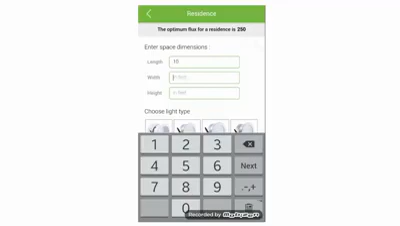 Residence
The optimum flux for a residence is 250
Enter space dimensions :
Length 10
Width
Height
Choose light type
1 2 3
4 5 6 Next
7 8 9 .-,+
0
Recorded by